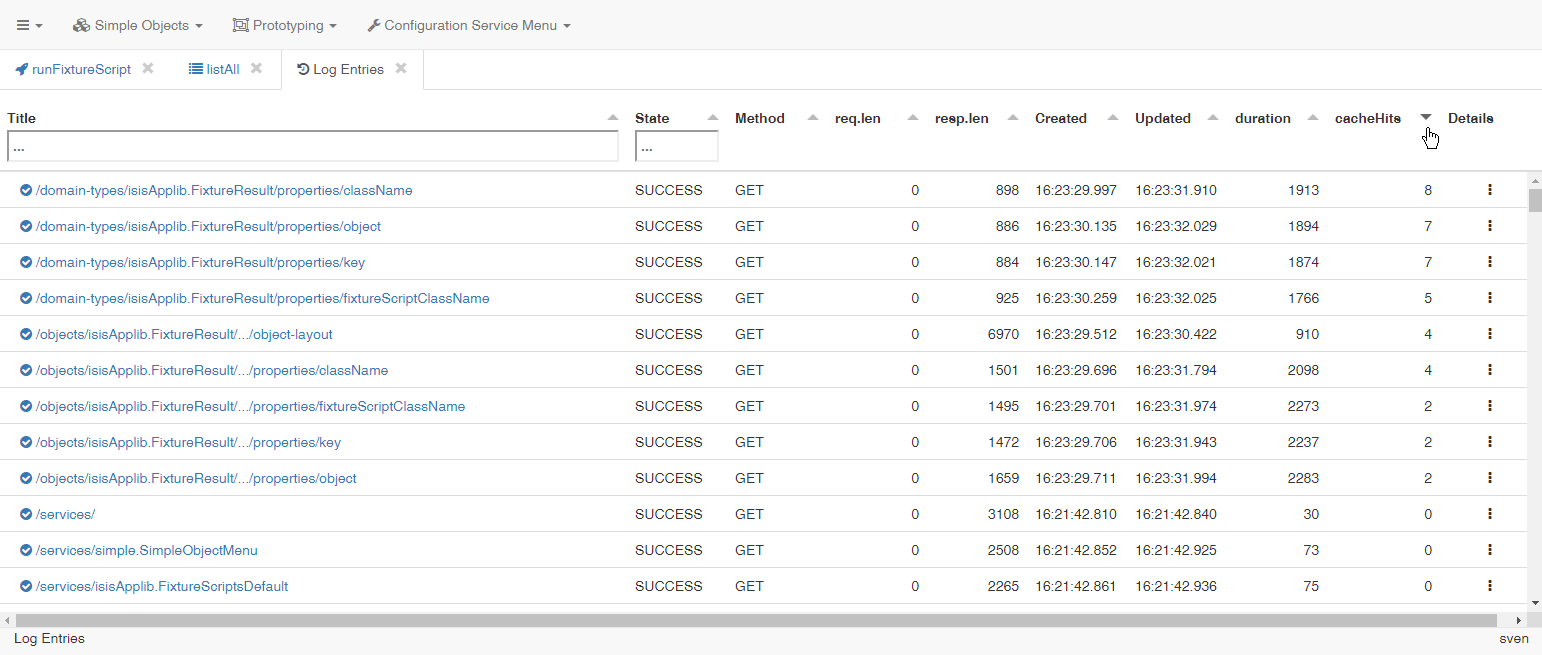 Simple Objects Prototyping Configuration Service Menu
runFixtureScript listAll Log Entries
Title State Method req.len resp.len Created Updated duration cacheHits Details
... ...
/domain-types/isisApplib.FixtureResult/properties/className SUCCESS GET 0 898 16:23:29.997 16:23:31.910 1913 8
/domain-types/isisApplib.FixtureResult/properties/object SUCCESS GET 0 886 16:23:30.135 16:23:32.029 1894 7
/domain-types/isisApplib.FixtureResult/properties/key SUCCESS GET 0 884 16:23:30.147 16:23:32.021 1874 7
/domain-types/isisApplib.FixtureResult/properties/fixtureScriptClassName SUCCESS GET 0 925 16:23:30.259 16:23:32.025 1766 5
/objects/isisApplib.FixtureResult/.../object-layout SUCCESS GET 0 6970 16:23:29.512 16:23:30.422 910 4
/objects/isisApplib.FixtureResult/.../properties/className SUCCESS GET 0 1501 16:23:29.696 16:23:31.794 2098 4
/objects/isisApplib.FixtureResult/.../properties/fixtureScriptClassName SUCCESS GET 0 1495 16:23:29.701 16:23:31.974 2273 2
/objects/isisApplib.FixtureResult/.../properties/key SUCCESS GET 0 1472 16:23:29.706 16:23:31.943 2237 2
/objects/isisApplib.FixtureResult/.../properties/object SUCCESS GET 0 1659 16:23:29.711 16:23:31.994 2283 2
/services/ SUCCESS GET 0 3108 16:21:42.810 16:21:42.840 30 0
/services/simple.SimpleObjectMenu SUCCESS GET 0 2508 16:21:42.852 16:21:42.925 73 0
/services/isisApplib.FixtureScriptsDefault SUCCESS GET 0 2265 16:21:42.861 16:21:42.936 75 0
Log Entries sven